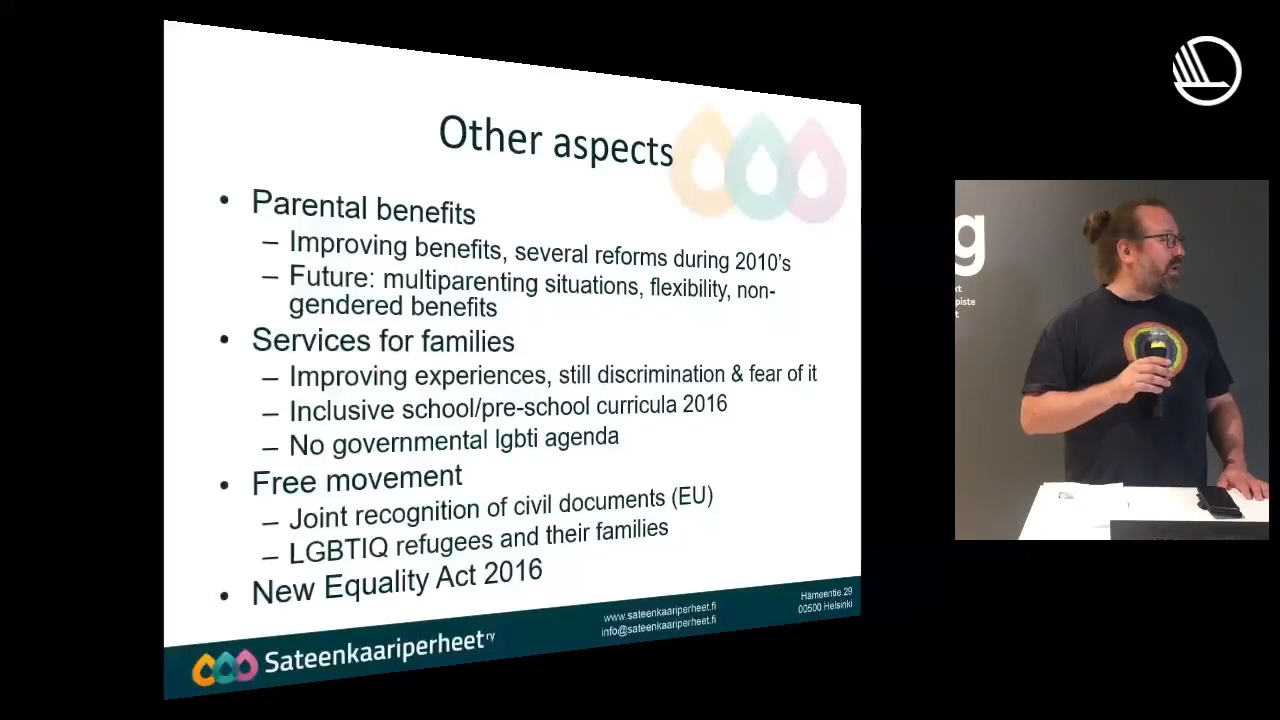 Other aspects
• Parental benefits
– Improving benefits, several reforms during 2010's
– Future: multiparenting situations, flexibility, non-
gendered benefits
• Services for families
– Improving experiences, still discrimination & fear of it
– Inclusive school/pre-school curricula 2016
– No governmental lgbti agenda
• Free movement
– Joint recognition of civil documents (EU)
– LGBTIQ refugees and their families
• New Equality Act 2016
Sateenkaariperheet ry
www.sateenkaariperheet.fi
info@sateenkaariperheet.fi
Hämeentie 29
00500 Helsinki
g
kt
piste
t